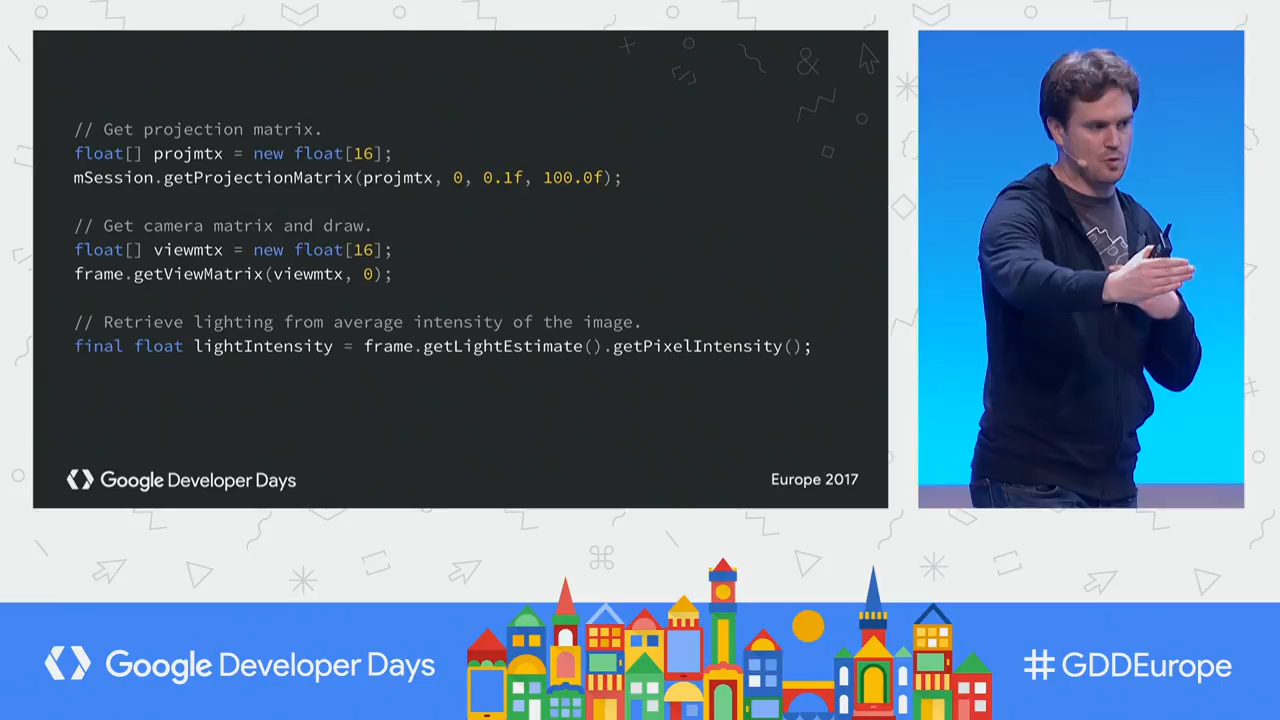 // Get projection matrix.
float[] projmtx = new float[16];
mSession.getProjectionMatrix(projmtx, 0, 0.1f, 100.0f);
// Get camera matrix and draw.
float[] viewmtx = new float[16];
frame.getViewMatrix(viewmtx, 0);
// Retrieve lighting from average intensity of the image.
final float lightIntensity = frame.getLightEstimate().getPixelIntensity();
Google Developer Days
Europe 2017
Google Developer Days
#GDDEurope